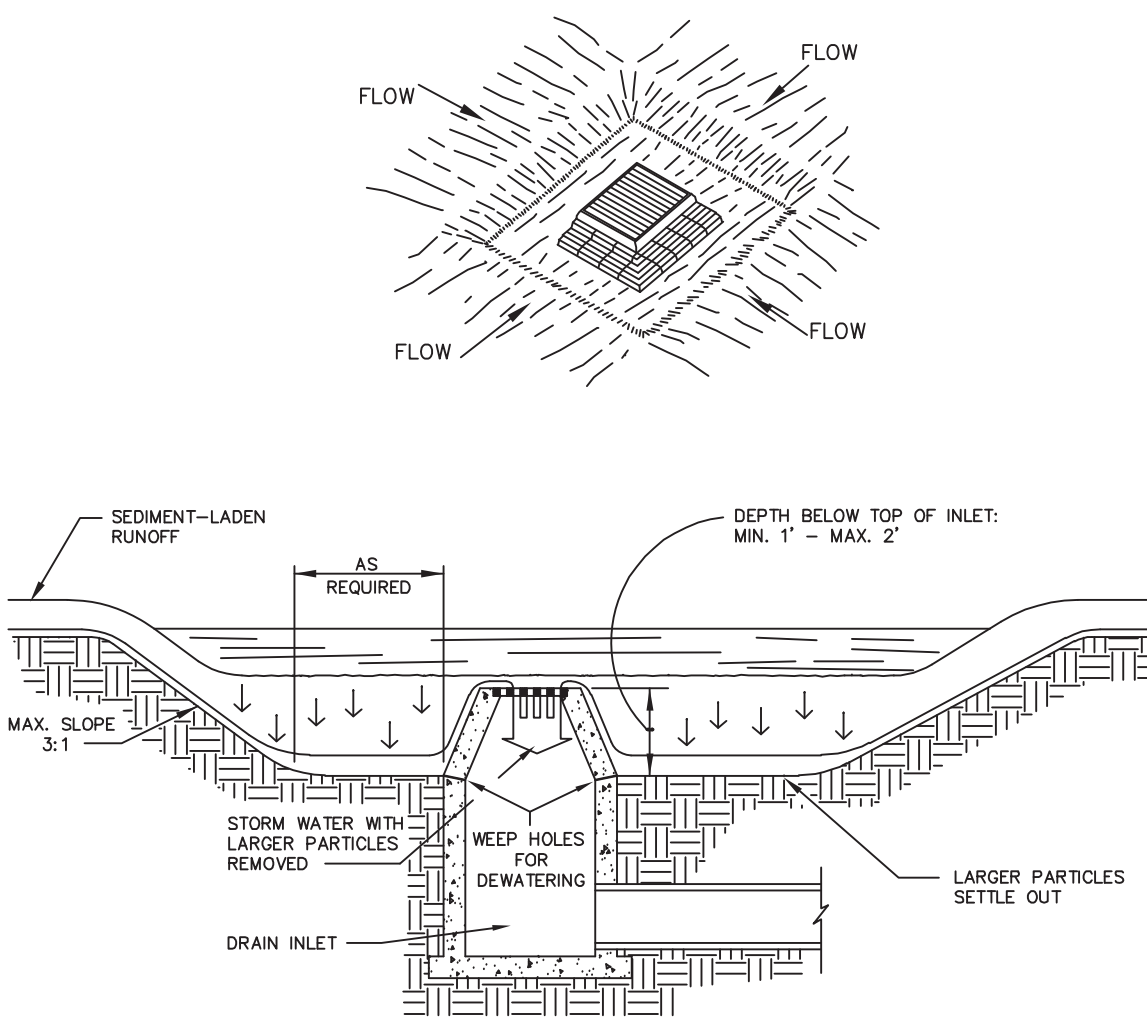 FLOW
FLOW
FLOW
FLOW
SEDIMENT-LADEN
RUNOFF
AS
REQUIRED
DEPTH BELOW TOP OF INLET:
MIN. 1' - MAX. 2'
MAX. SLOPE
3:1
STORM WATER WITH
LARGER PARTICLES
REMOVED
WEEP HOLES
FOR
DEWATERING
LARGER PARTICLES
SETTLE OUT
DRAIN INLET